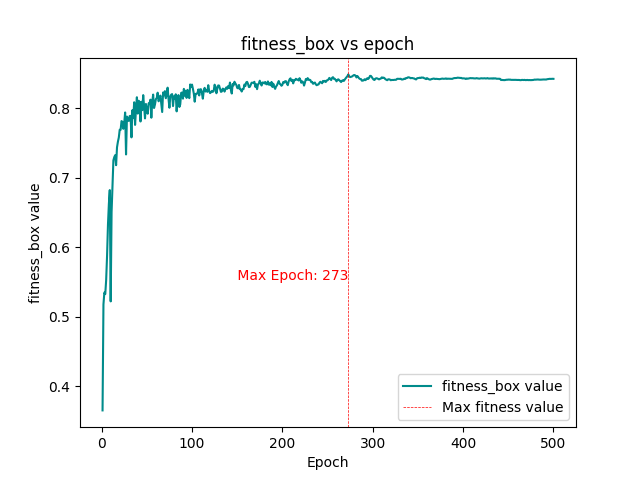 fitness_box vs epoch
fitness_box value
0.8
0.7
0.6
0.5
0.4
Max Epoch: 273
fitness_box value
Max fitness value
0
100
200
300
400
500
Epoch